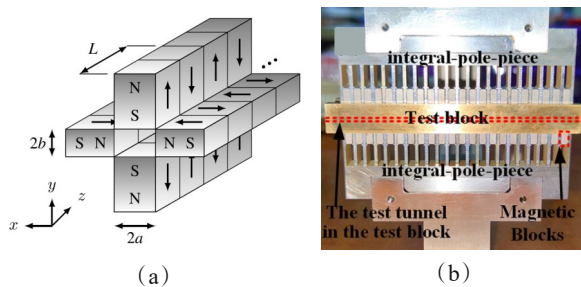 L
N
S
S N
N S
2b
S
N
y
z
x
2a
(a)
integral-pole-piece
Test block
integral-pole-piece
The test tunnel
in the test block
Magnetic
Blocks
(b)